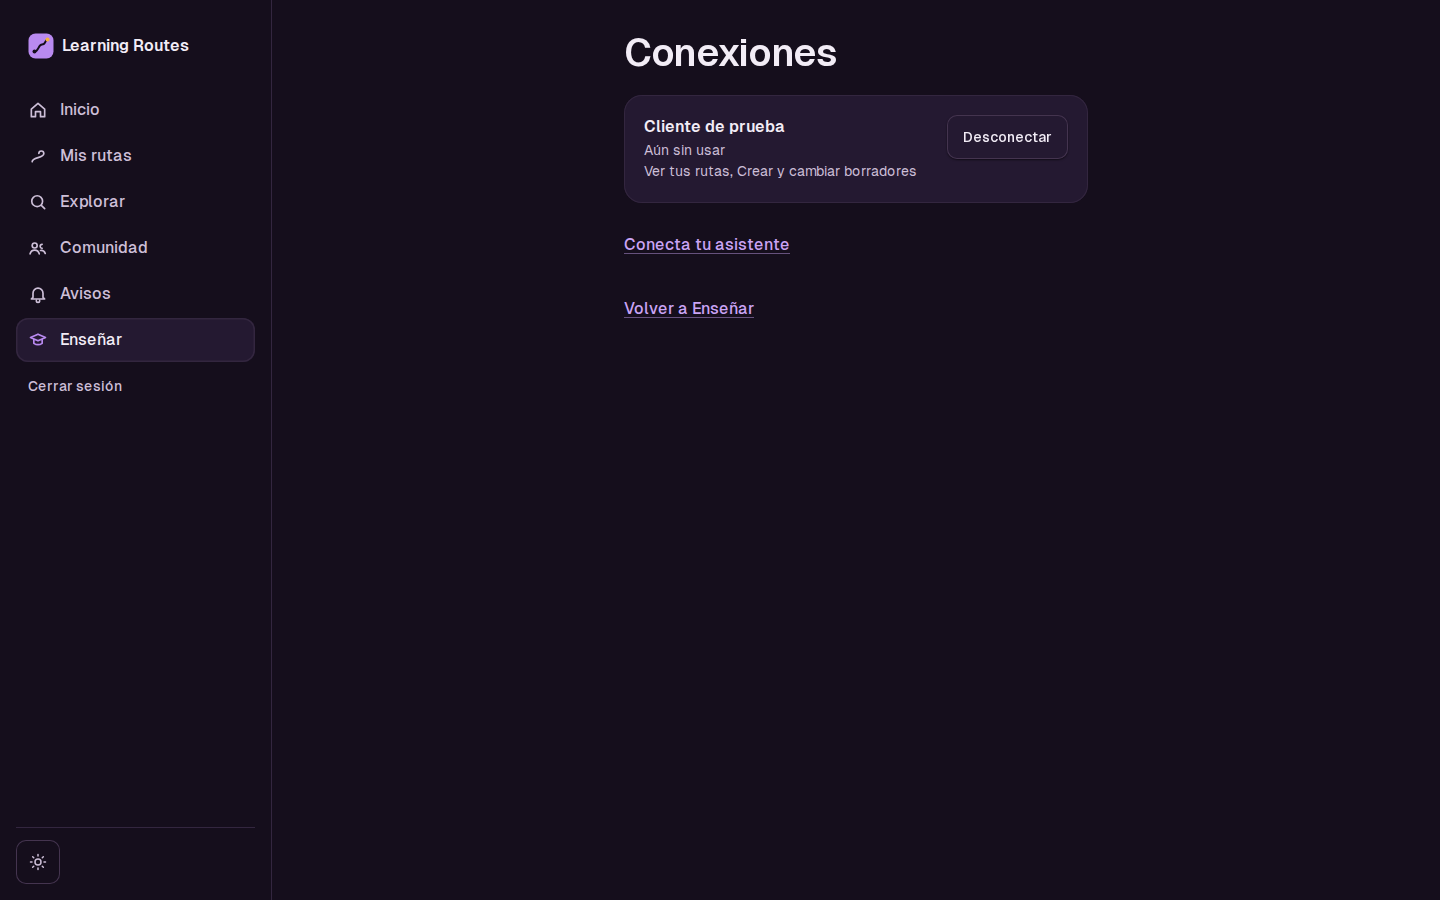 Learning Routes
Inicio
Mis rutas
Explorar
Comunidad
Avisos
Enseñar
Cerrar sesión
Conexiones
Cliente de prueba
Aún sin usar
Ver tus rutas, Crear y cambiar borradores
Desconectar
Conecta tu asistente
Volver a Enseñar